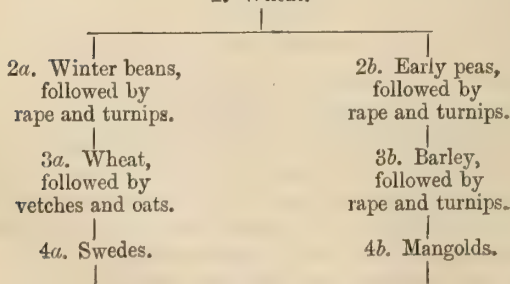 2a. Winter beans,
followed by
rape and turnips.
3a. Wheat,
followed by
vetches and oats.
4a. Swedes.
2b. Early peas,
followed by
rape and turnips.
3b. Barley,
followed by
rape and turnips.
4b. Mangolds.